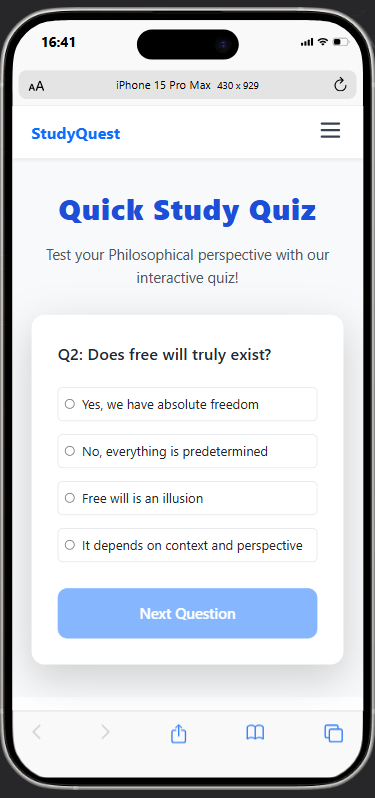 16:41
AA
iPhone 15 Pro Max 430 x 929
StudyQuest
Quick Study Quiz
Test your Philosophical perspective with our
interactive quiz!
Q2: Does free will truly exist?
Yes, we have absolute freedom
No, everything is predetermined
Free will is an illusion
It depends on context and perspective
Next Question